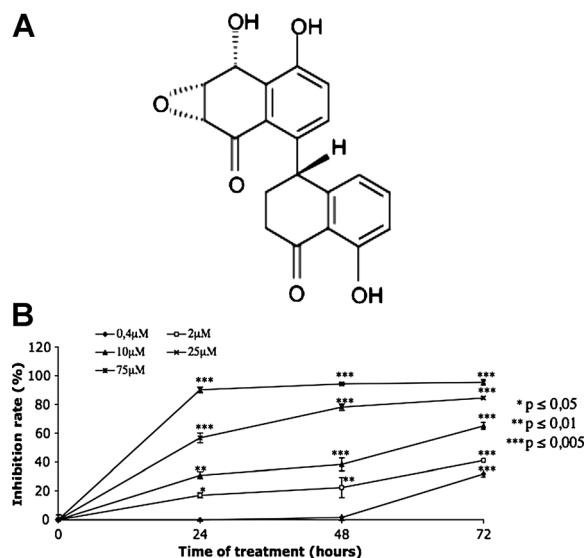 A
OH
OH
O
O
H
O
OH
B
0,4µM
2µM
10µM
25µM
75µM
Inhibition rate (%)
120
100
80
60
40
20
0
*** *** ***
*** *** ***
** *** ***
* ** ***
***
* p ≤ 0,05
** p ≤ 0,01
*** p ≤ 0,005
0 24 48 72
Time of treatment (hours)